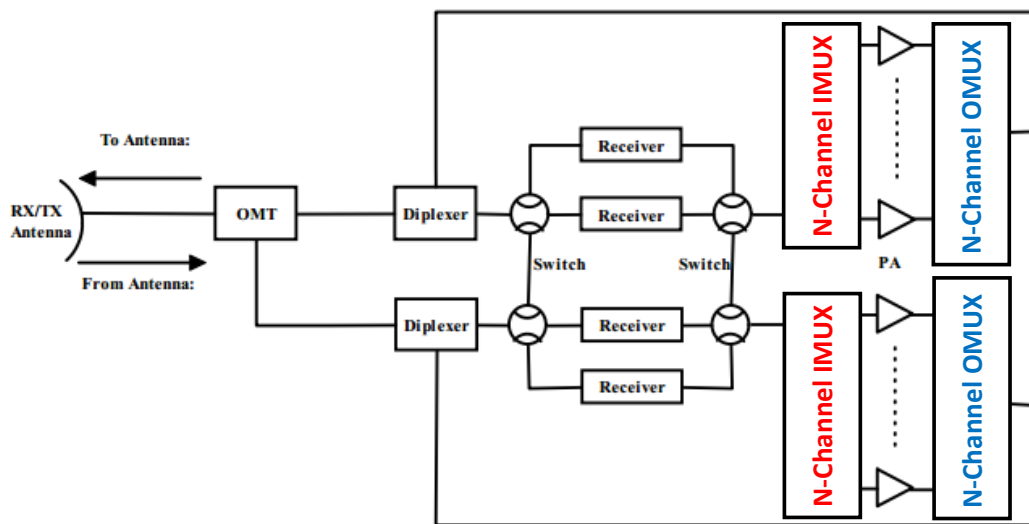 To Antenna:
RX/TX
Antenna
From Antenna:
OMT
Diplexer
Diplexer
Receiver
Receiver
Switch
Switch
Receiver
Receiver
N-Channel IMUX
PA
N-Channel OMUX
N-Channel IMUX
N-Channel OMUX